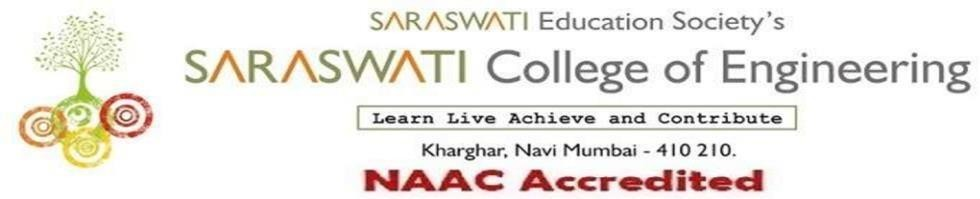 SARASWATI Education Society's
SARASWATI College of Engineering
Learn Live Achieve and Contribute
Kharghar, Navi Mumbai - 410 210.
NAAC Accredited